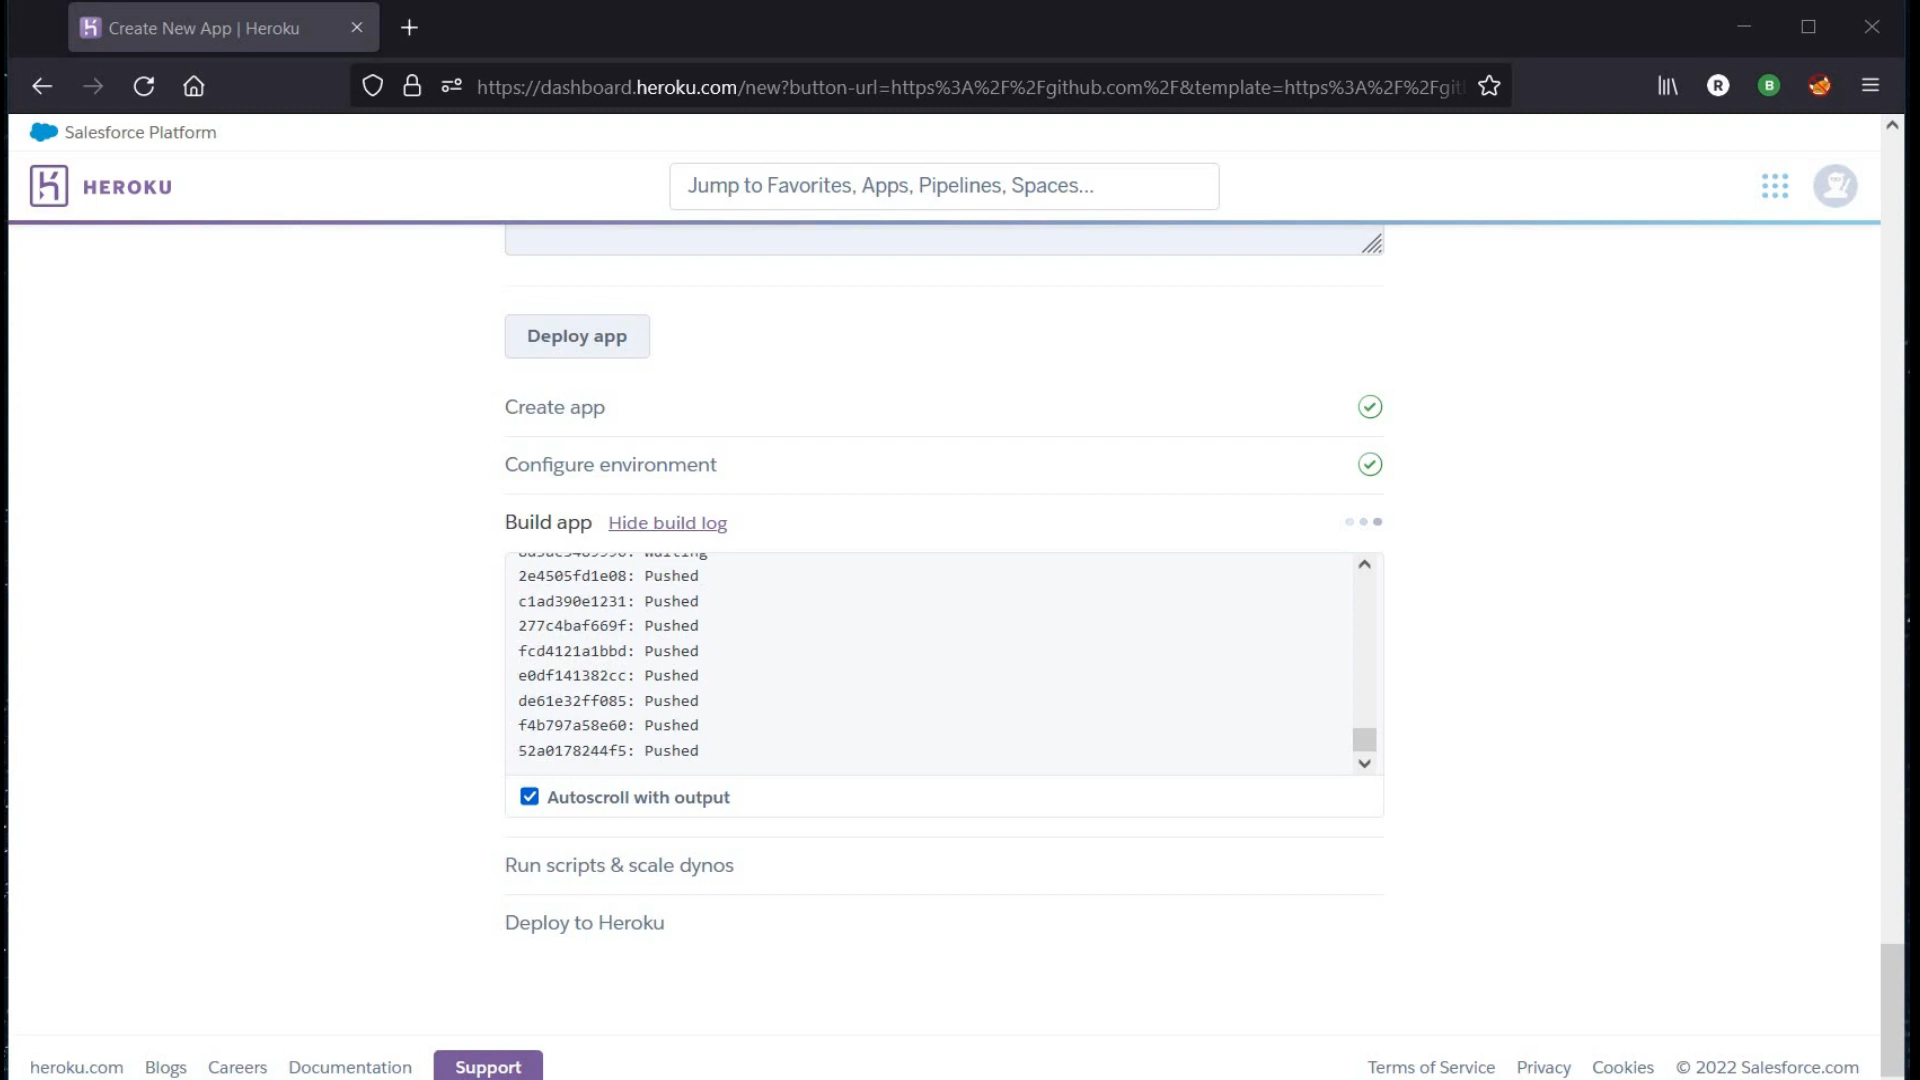 Create New App | Heroku
https://dashboard.heroku.com/new?button-url=https%3A%2F%2Fgithub.com%2F&template=https%3A%2F%2Fgit
R
B
Salesforce Platform
HEROKU
Jump to Favorites, Apps, Pipelines, Spaces...
Deploy app
Create app
Configure environment
Build app Hide build log
Waiting
2e4505fd1e08: Pushed
c1ad390e1231: Pushed
277c4baf669f: Pushed
fcd4121a1bbd: Pushed
e0df141382cc: Pushed
de61e32ff085: Pushed
f4b797a58e60: Pushed
52a0178244f5: Pushed
Autoscroll with output
Run scripts & scale dynos
Deploy to Heroku
heroku.com Blogs Careers Documentation Support Terms of Service Privacy Cookies © 2022 Salesforce.com